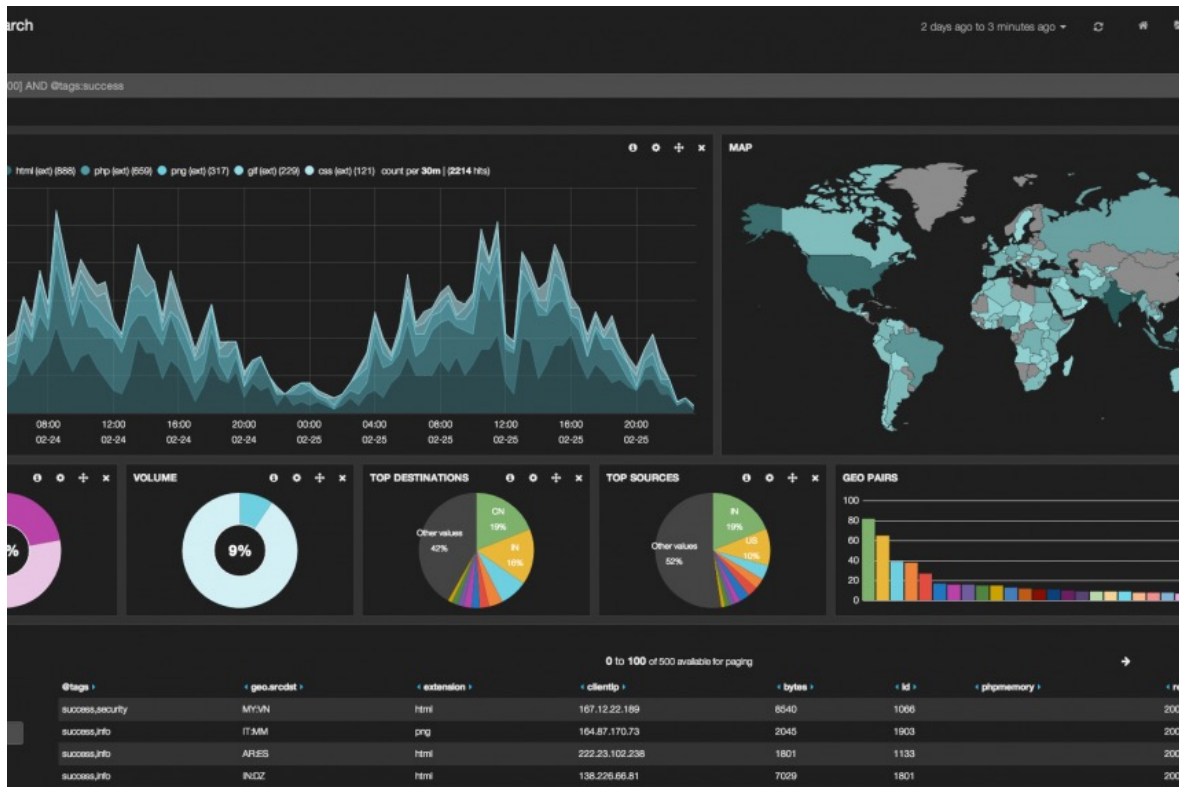 arch
2 days ago to 3 minutes ago
00] AND @tags:success
html (ext) (888) php (ext) (659) png (ext) (317) gif (ext) (229) css (ext) (121) count per 30m | (2214 hits)
MAP
08:00 12:00 16:00 20:00 00:00 04:00 08:00 12:00 16:00 20:00
02-24 02-24 02-24 02-24 02-25 02-25 02-25 02-25 02-25 02-25
%
VOLUME
9%
TOP DESTINATIONS
CN
19%
IN
16%
Other values
42%
TOP SOURCES
IN
19%
US
10%
Other values
52%
GEO PAIRS
100
80
60
40
20
0
0 to 100 of 500 available for paging
@tags geo.srcdst extension clientip bytes id phpmemory r
success,security MY:VN html 167.12.22.189 8540 1066 200
success,info IT:MM png 164.87.170.73 2045 1903 200
success,info AR:ES html 222.23.102.238 1801 1133 200
success,info IN:DZ html 138.226.66.81 7029 1801 200